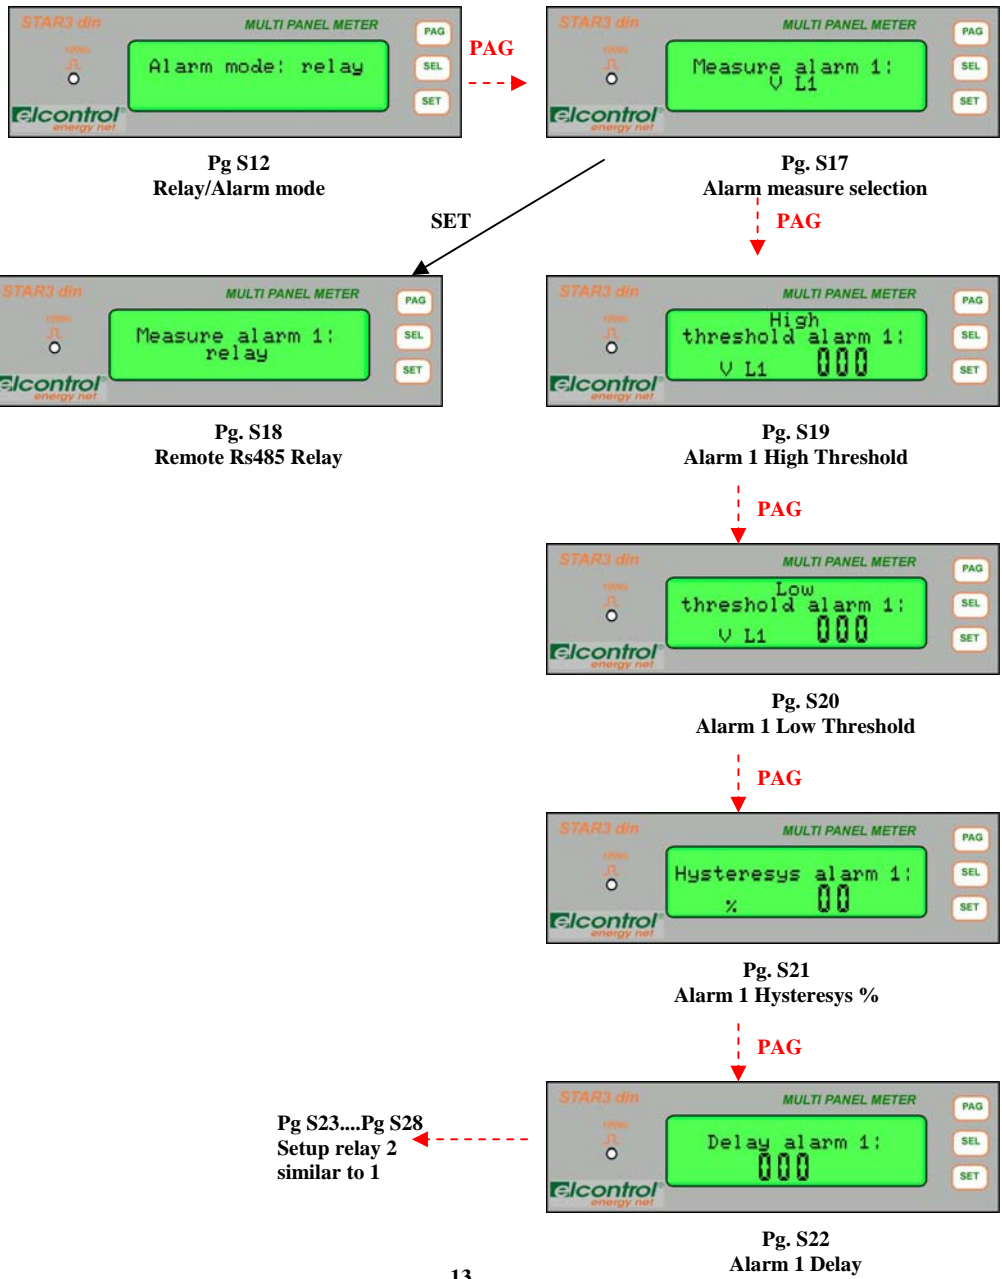 STAR3 din
MULTI PANEL METER
PAG
SEL
SET
Alarm mode: relay
elcontrol®
energy net
Pg S12
Relay/Alarm mode
PAG
STAR3 din
MULTI PANEL METER
PAG
SEL
SET
Measure alarm 1:
V L1
elcontrol®
energy net
Pg. S17
Alarm measure selection
SET
PAG
STAR3 din
MULTI PANEL METER
PAG
SEL
SET
Measure alarm 1:
relay
elcontrol®
energy net
Pg. S18
Remote Rs485 Relay
STAR3 din
MULTI PANEL METER
PAG
SEL
SET
High
threshold alarm 1:
V L1 000
elcontrol®
energy net
Pg. S19
Alarm 1 High Threshold
PAG
STAR3 din
MULTI PANEL METER
PAG
SEL
SET
Low
threshold alarm 1:
V L1 000
elcontrol®
energy net
Pg. S20
Alarm 1 Low Threshold
PAG
STAR3 din
MULTI PANEL METER
PAG
SEL
SET
Hysteresys alarm 1:
% 00
elcontrol®
energy net
Pg. S21
Alarm 1 Hysteresys %
PAG
STAR3 din
MULTI PANEL METER
PAG
SEL
SET
Delay alarm 1:
000
elcontrol®
energy net
Pg S23....Pg S28
Setup relay 2
similar to 1
Pg. S22
Alarm 1 Delay
13